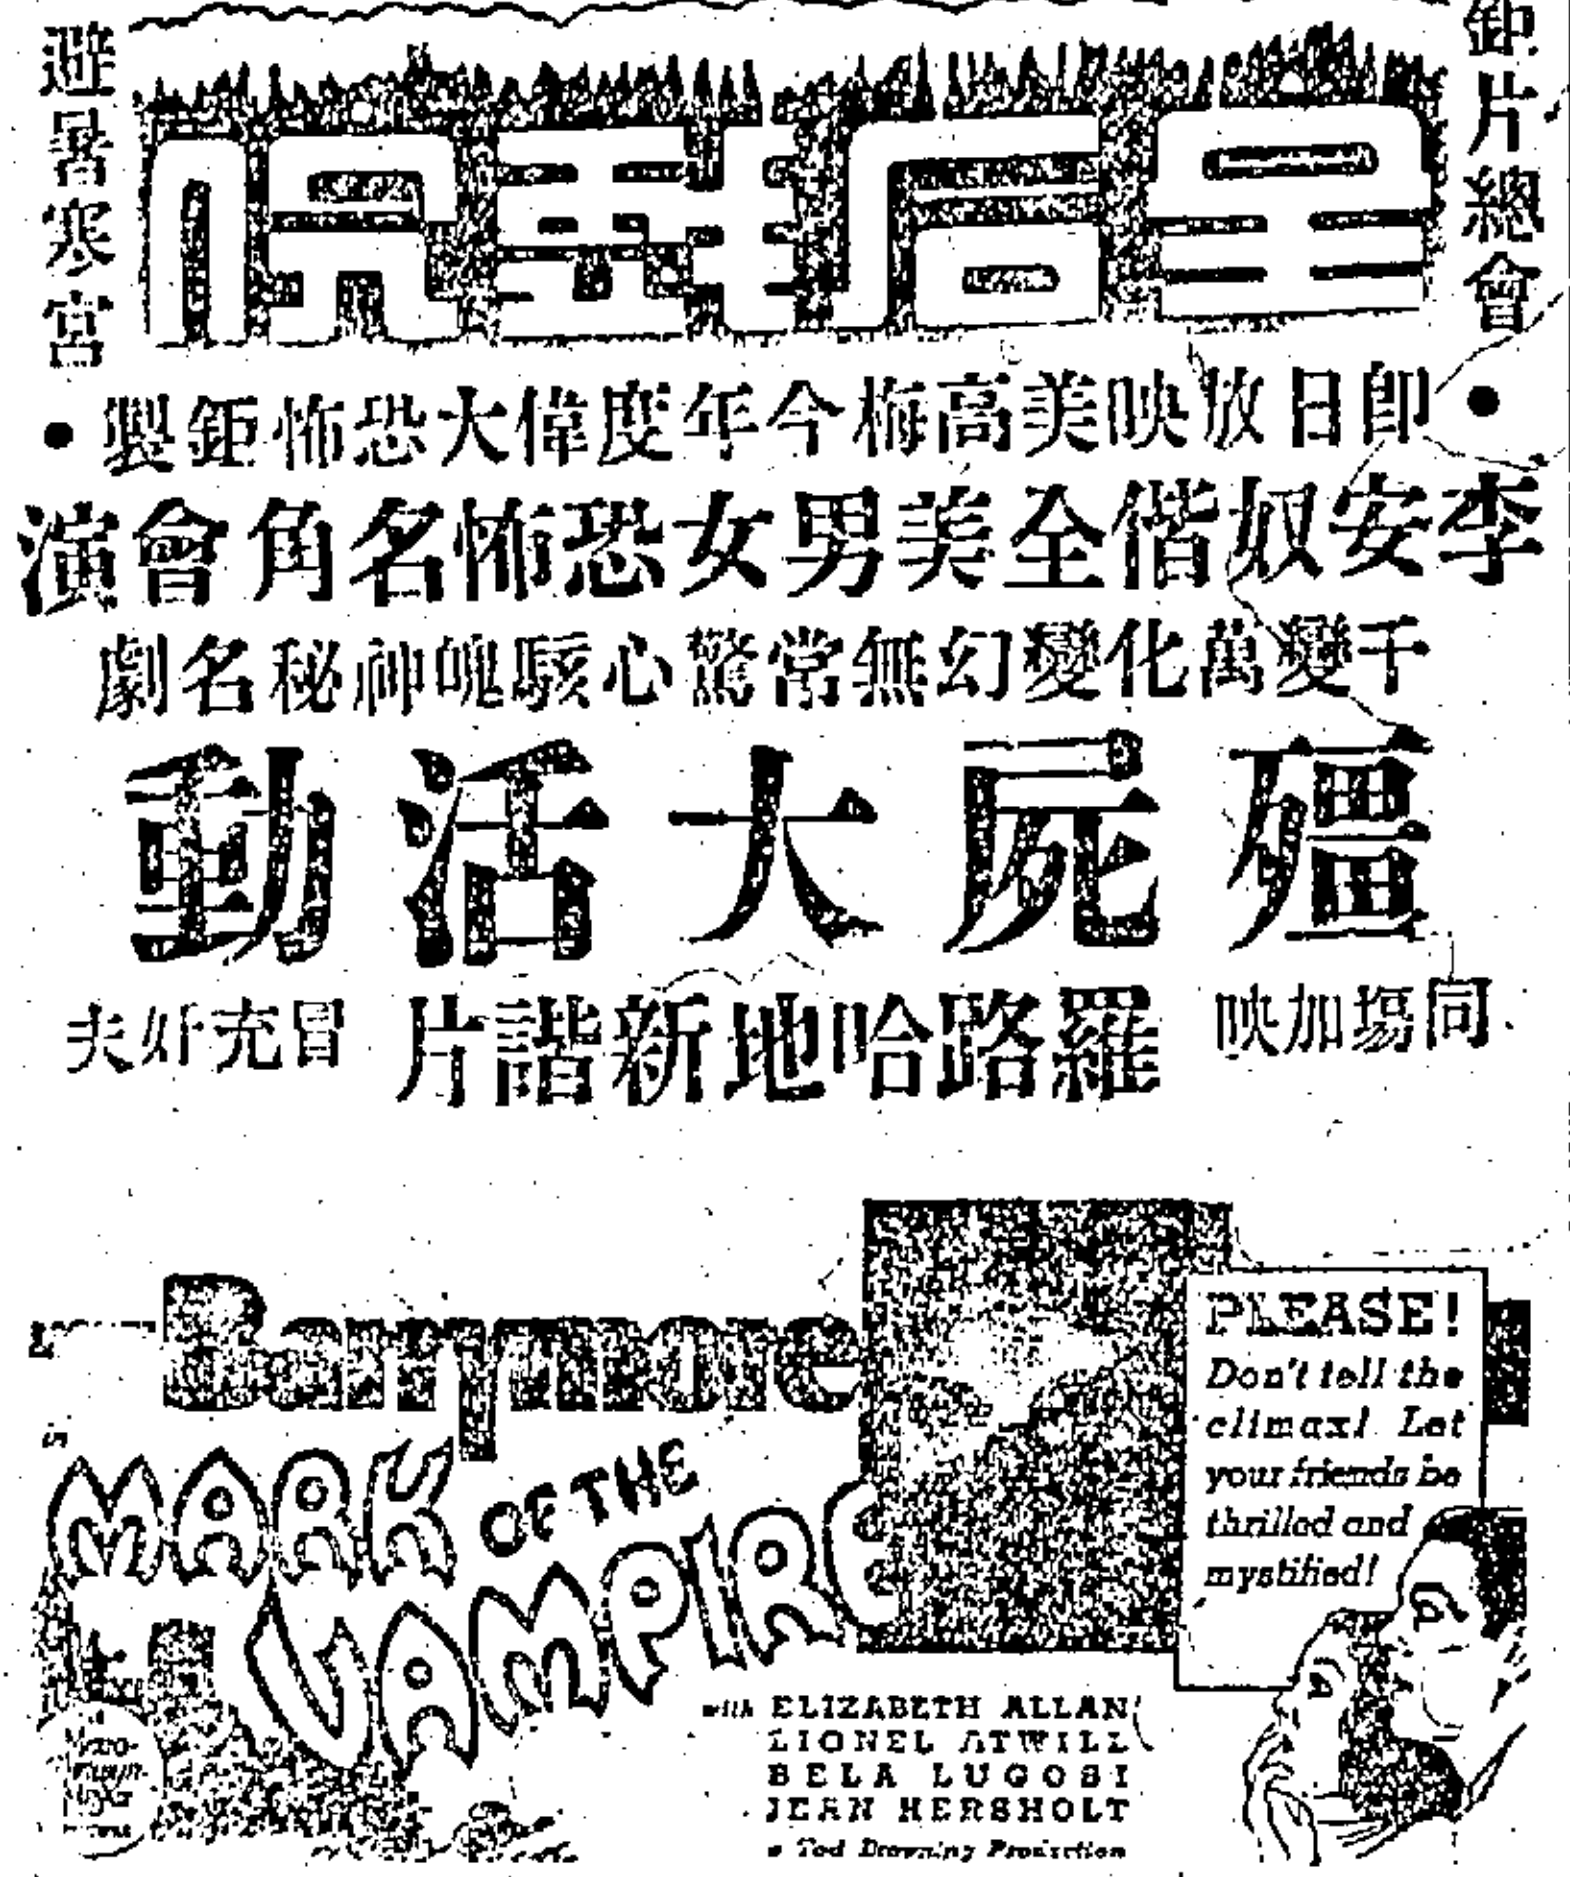 鉅片總會
皇后戲院
避暑寒宮
●即日放映美高梅今年度偉大恐怖鉅製●
李安奴偕全美男女恐怖名角會演
千變萬化變幻無常驚心駭魄神秘名劇
殭屍大活動
同塲加映 羅路哈地新諧片 冒充奸夫
Barrymore
MARK OF THE
VAMPIRE
PLEASE!
Don't tell the
climax! Let
your friends be
thrilled and
mystified!
with ELIZABETH ALLAN
LIONEL ATWILL
BELA LUGOSI
JEAN HERSHOLT
a Tod Browning Production